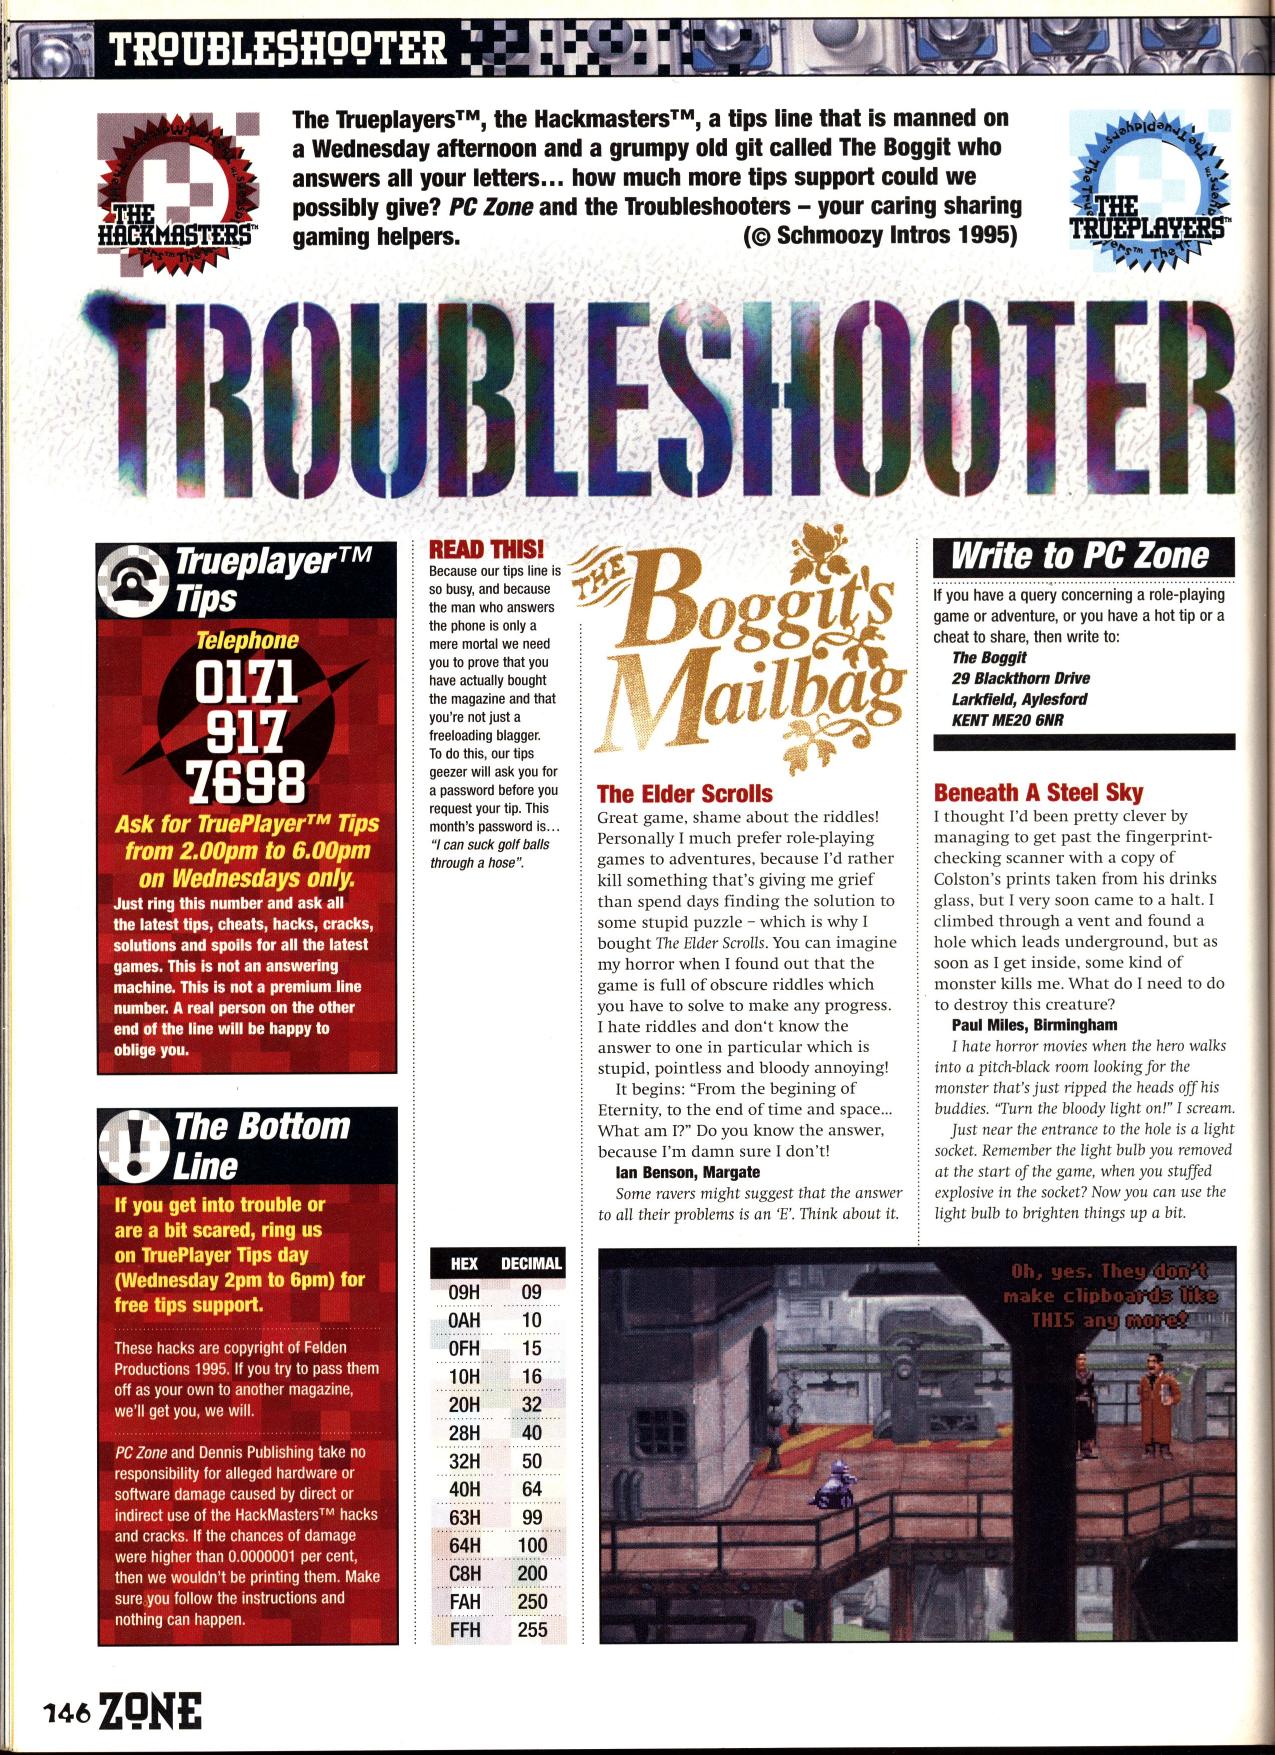 TROUBLESHOOTER
THE
HACKMASTERS™
The Trueplayers™, the Hackmasters™, a tips line that is manned on
a Wednesday afternoon and a grumpy old git called The Boggit who
answers all your letters... how much more tips support could we
possibly give? PC Zone and the Troubleshooters – your caring sharing
gaming helpers. (© Schmoozy Intros 1995)
THE
TRUEPLAYERS™
TROUBLESHOOTER
Trueplayer™
Tips
Telephone
0171
917
7698
Ask for TruePlayer™ Tips
from 2.00pm to 6.00pm
on Wednesdays only.
Just ring this number and ask all
the latest tips, cheats, hacks, cracks,
solutions and spoils for all the latest
games. This is not an answering
machine. This is not a premium line
number. A real person on the other
end of the line will be happy to
oblige you.
The Bottom
Line
If you get into trouble or
are a bit scared, ring us
on TruePlayer Tips day
(Wednesday 2pm to 6pm) for
free tips support.
These hacks are copyright of Felden
Productions 1995. If you try to pass them
off as your own to another magazine,
we'll get you, we will.
PC Zone and Dennis Publishing take no
responsibility for alleged hardware or
software damage caused by direct or
indirect use of the HackMasters™ hacks
and cracks. If the chances of damage
were higher than 0.0000001 per cent,
then we wouldn't be printing them. Make
sure you follow the instructions and
nothing can happen.
READ THIS!
Because our tips line is
so busy, and because
the man who answers
the phone is only a
mere mortal we need
you to prove that you
have actually bought
the magazine and that
you're not just a
freeloading blagger.
To do this, our tips
geezer will ask you for
a password before you
request your tip. This
month's password is...
"I can suck golf balls
through a hose".
HEX DECIMAL
09H 09
0AH 10
0FH 15
10H 16
20H 32
28H 40
32H 50
40H 64
63H 99
64H 100
C8H 200
FAH 250
FFH 255
THE
Boggit's
Mailbag
The Elder Scrolls
Great game, shame about the riddles!
Personally I much prefer role-playing
games to adventures, because I'd rather
kill something that's giving me grief
than spend days finding the solution to
some stupid puzzle – which is why I
bought The Elder Scrolls. You can imagine
my horror when I found out that the
game is full of obscure riddles which
you have to solve to make any progress.
I hate riddles and don't know the
answer to one in particular which is
stupid, pointless and bloody annoying!
It begins: "From the begining of
Eternity, to the end of time and space...
What am I?" Do you know the answer,
because I'm damn sure I don't!
Ian Benson, Margate
Some ravers might suggest that the answer
to all their problems is an 'E'. Think about it.
Write to PC Zone
If you have a query concerning a role-playing
game or adventure, or you have a hot tip or a
cheat to share, then write to:
The Boggit
29 Blackthorn Drive
Larkfield, Aylesford
KENT ME20 6NR
Beneath A Steel Sky
I thought I'd been pretty clever by
managing to get past the fingerprint-
checking scanner with a copy of
Colston's prints taken from his drinks
glass, but I very soon came to a halt. I
climbed through a vent and found a
hole which leads underground, but as
soon as I get inside, some kind of
monster kills me. What do I need to do
to destroy this creature?
Paul Miles, Birmingham
I hate horror movies when the hero walks
into a pitch-black room looking for the
monster that's just ripped the heads off his
buddies. "Turn the bloody light on!" I scream.
Just near the entrance to the hole is a light
socket. Remember the light bulb you removed
at the start of the game, when you stuffed
explosive in the socket? Now you can use the
light bulb to brighten things up a bit.
Oh, yes. They don't
make clipboards like
THIS any more!
146 ZONE